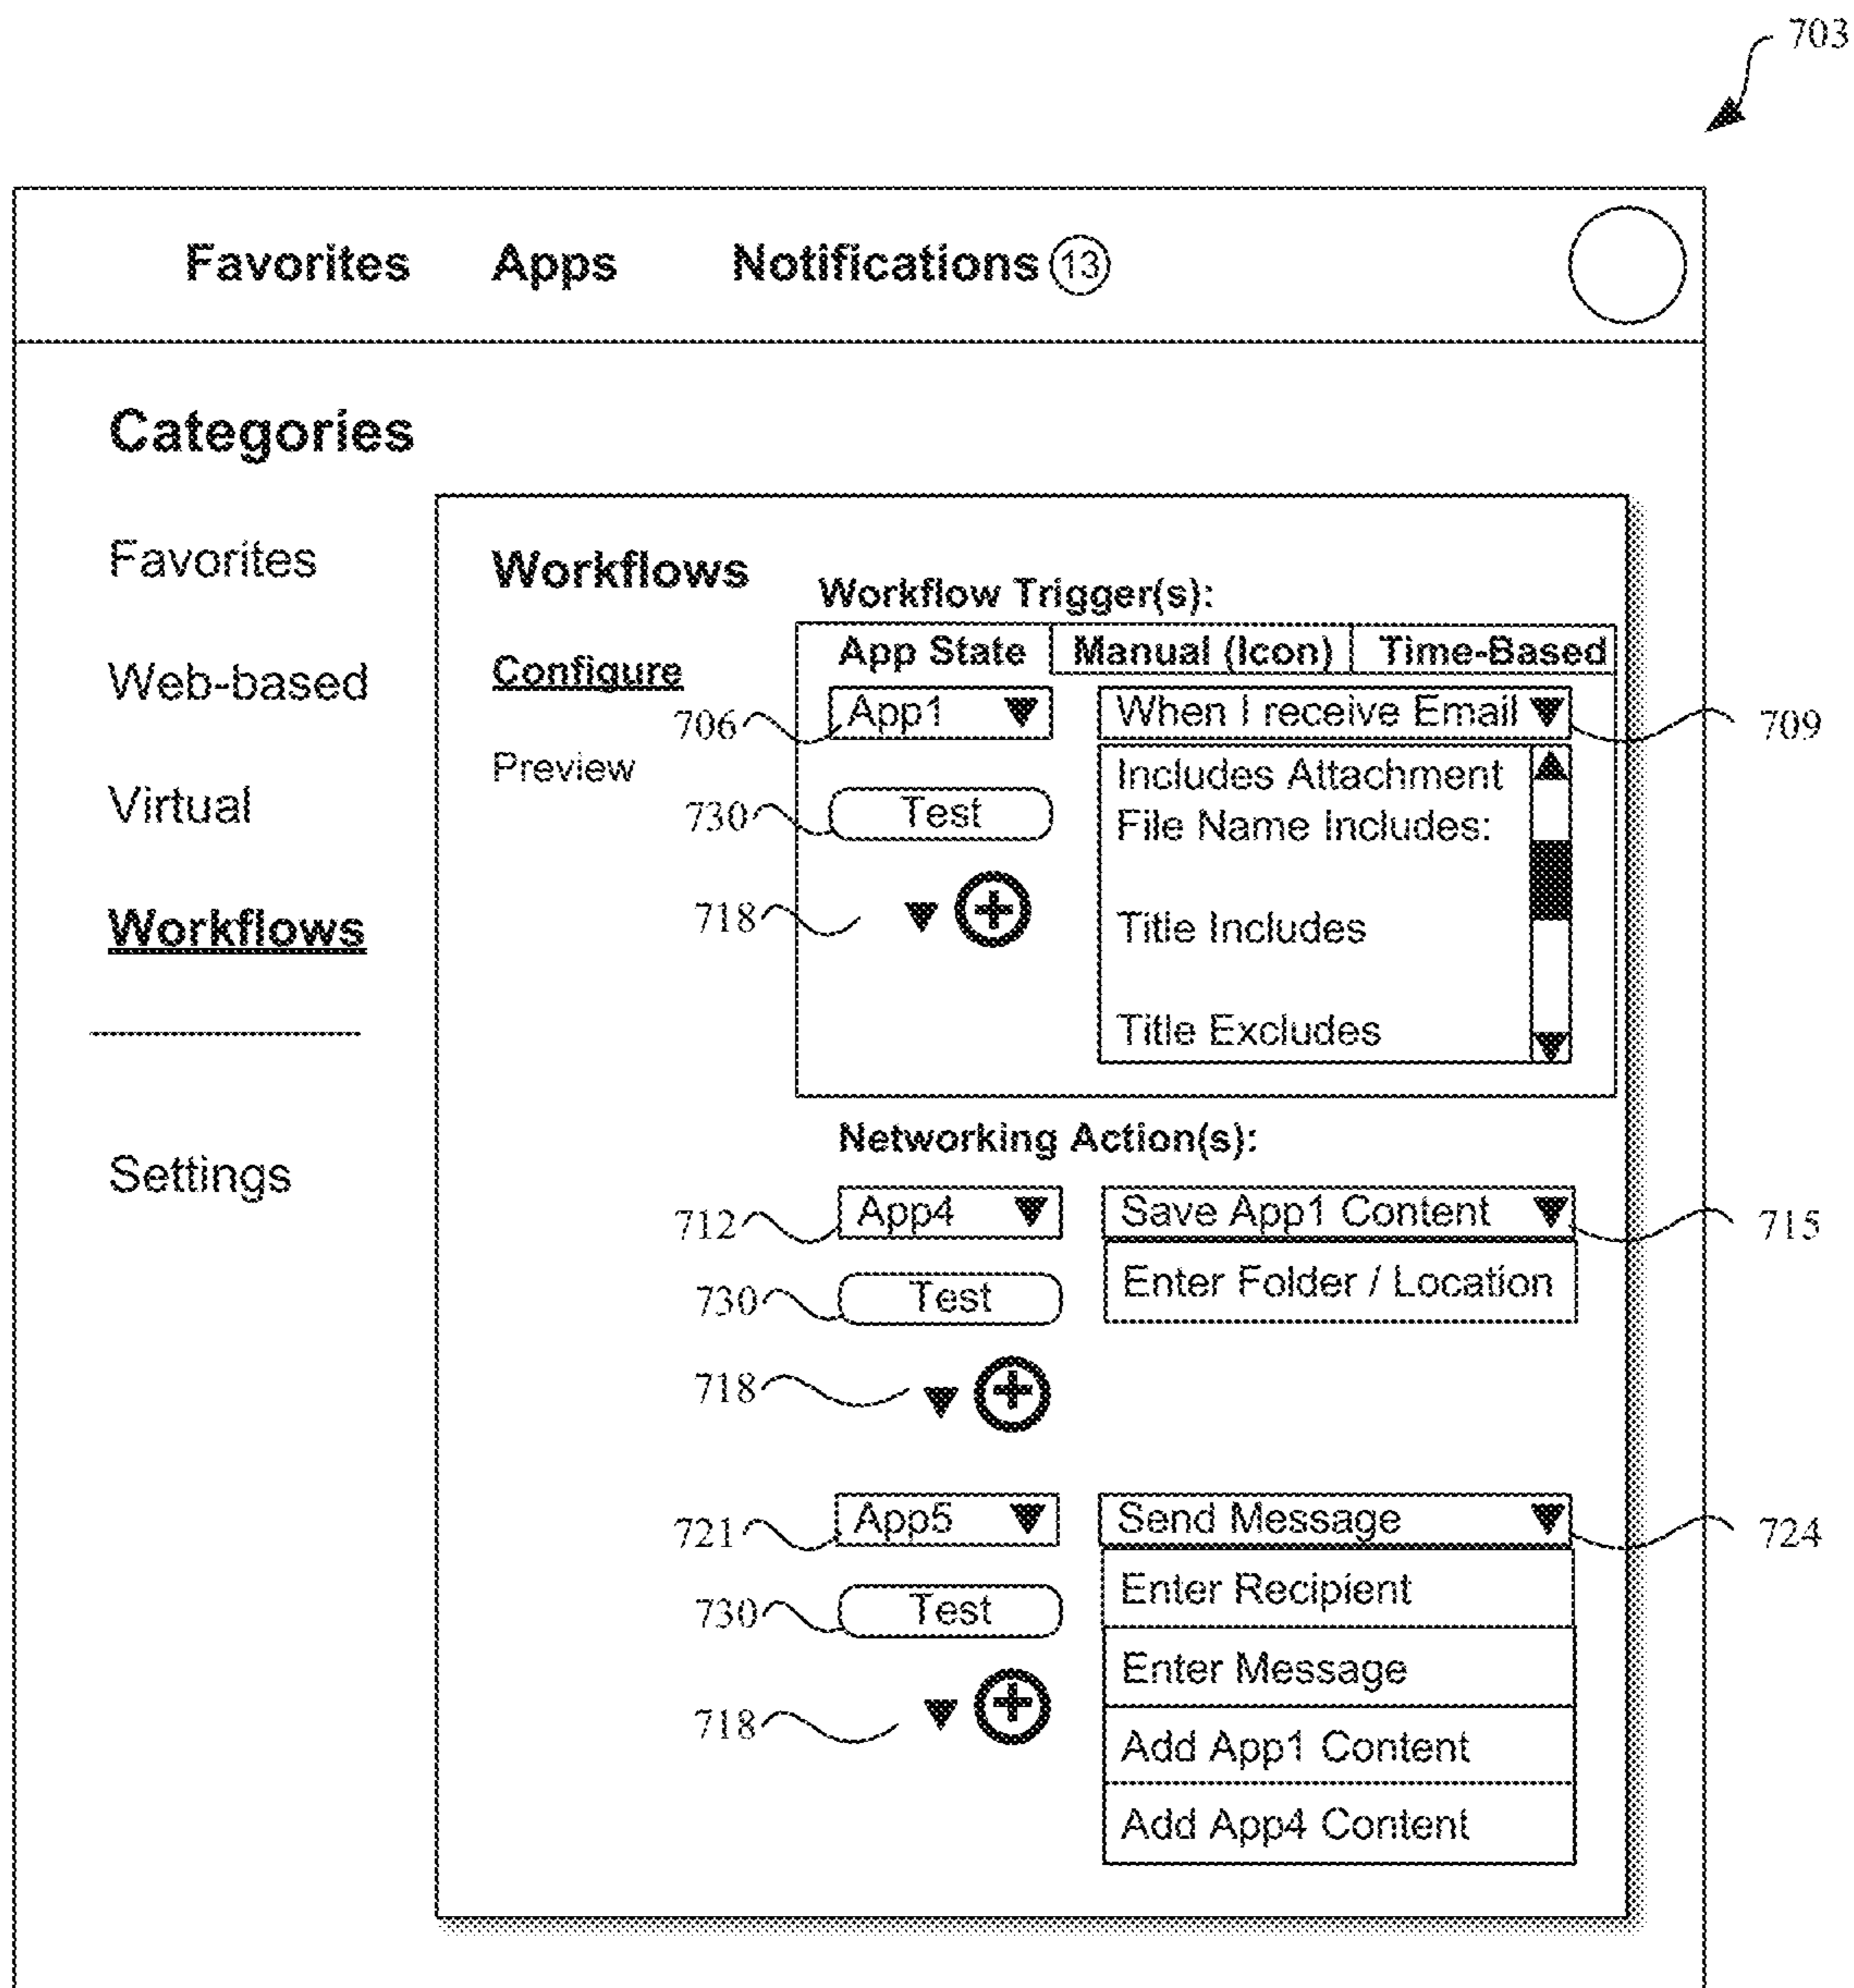 703
Favorites Apps Notifications 13
Categories
Favorites
Web-based
Virtual
Workflows
Settings
Workflows
Configure
Preview
Workflow Trigger(s):
App State Manual (Icon) Time-Based
706 App1 When I receive Email 709
Includes Attachment
730 Test File Name Includes:
718 + Title Includes
Title Excludes
Networking Action(s):
712 App4 Save App1 Content 715
730 Test Enter Folder / Location
718 +
721 App5 Send Message 724
730 Test Enter Recipient
Enter Message
718 + Add App1 Content
Add App4 Content